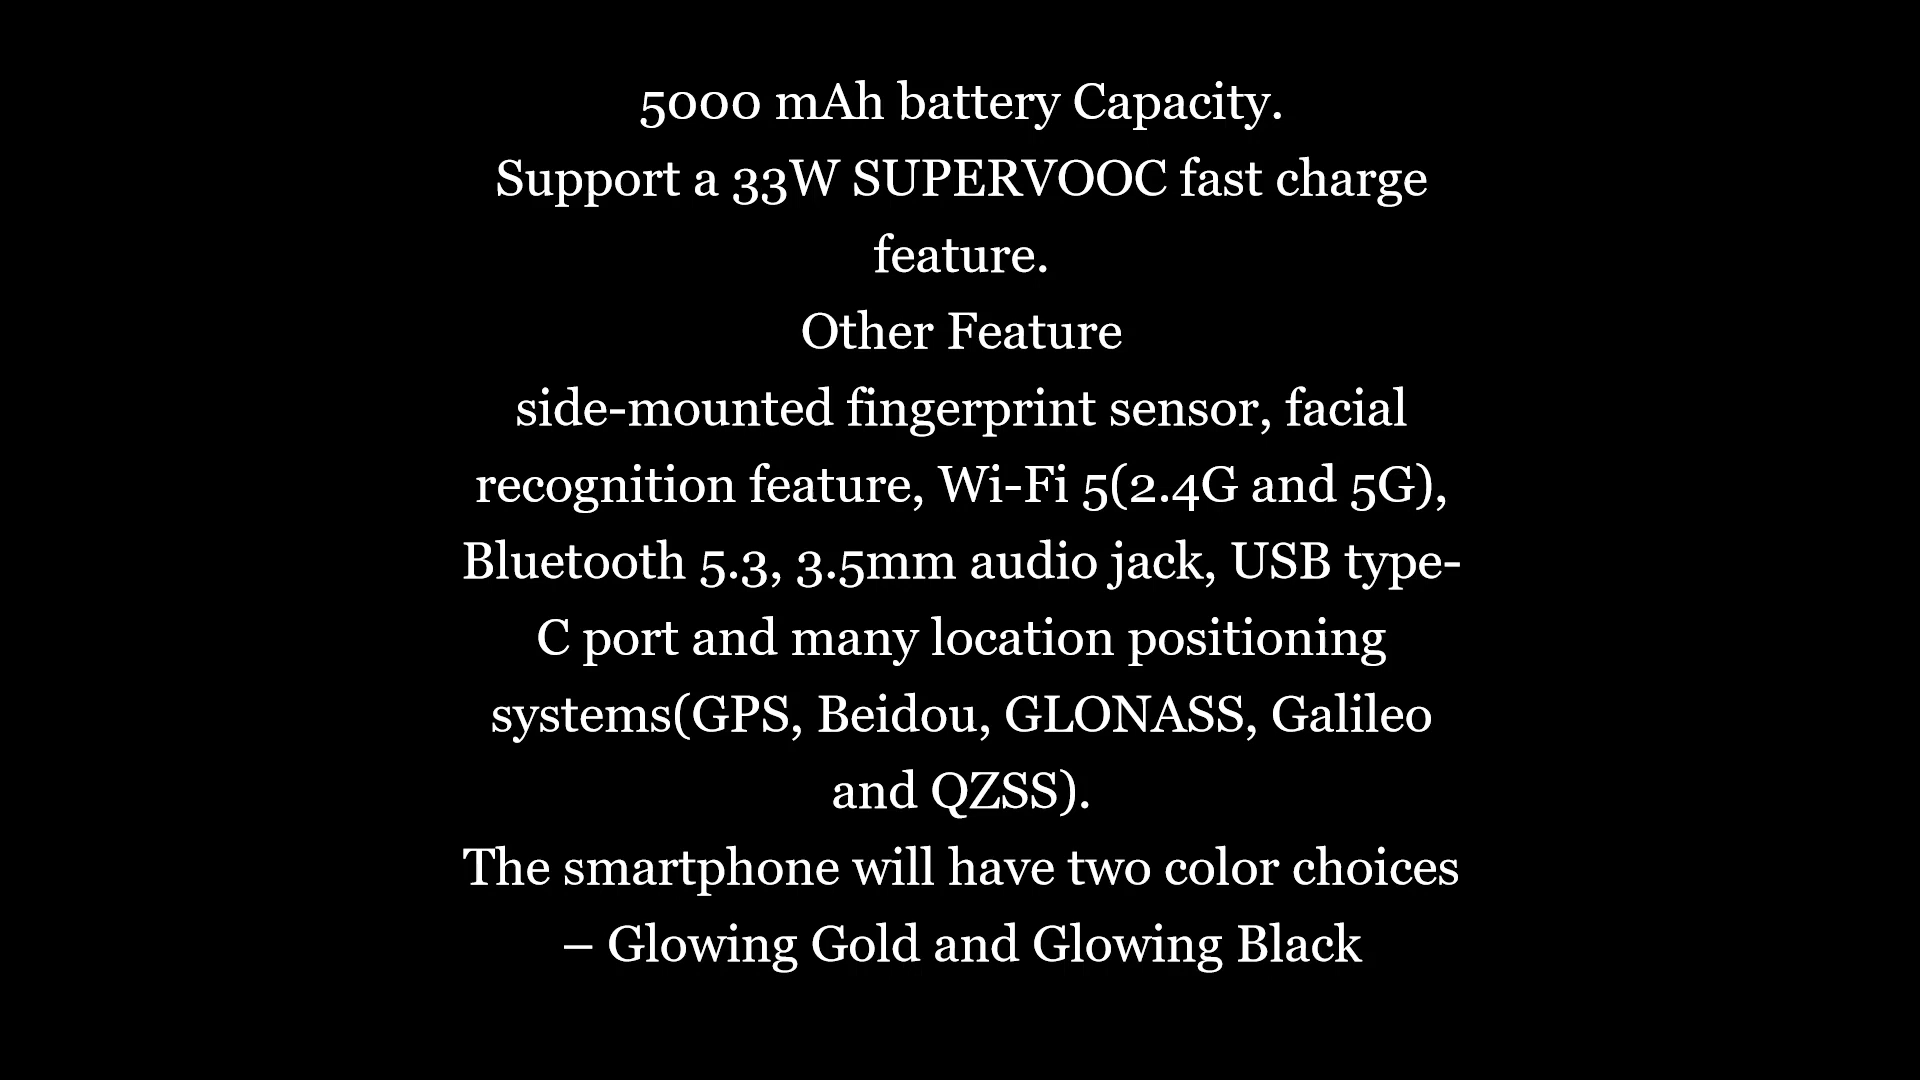 5000 mAh battery Capacity.
Support a 33W SUPERVOOC fast charge
feature.
Other Feature
side-mounted fingerprint sensor, facial
recognition feature, Wi-Fi 5(2.4G and 5G),
Bluetooth 5.3, 3.5mm audio jack, USB type-
C port and many location positioning
systems(GPS, Beidou, GLONASS, Galileo
and QZSS).
The smartphone will have two color choices
– Glowing Gold and Glowing Black